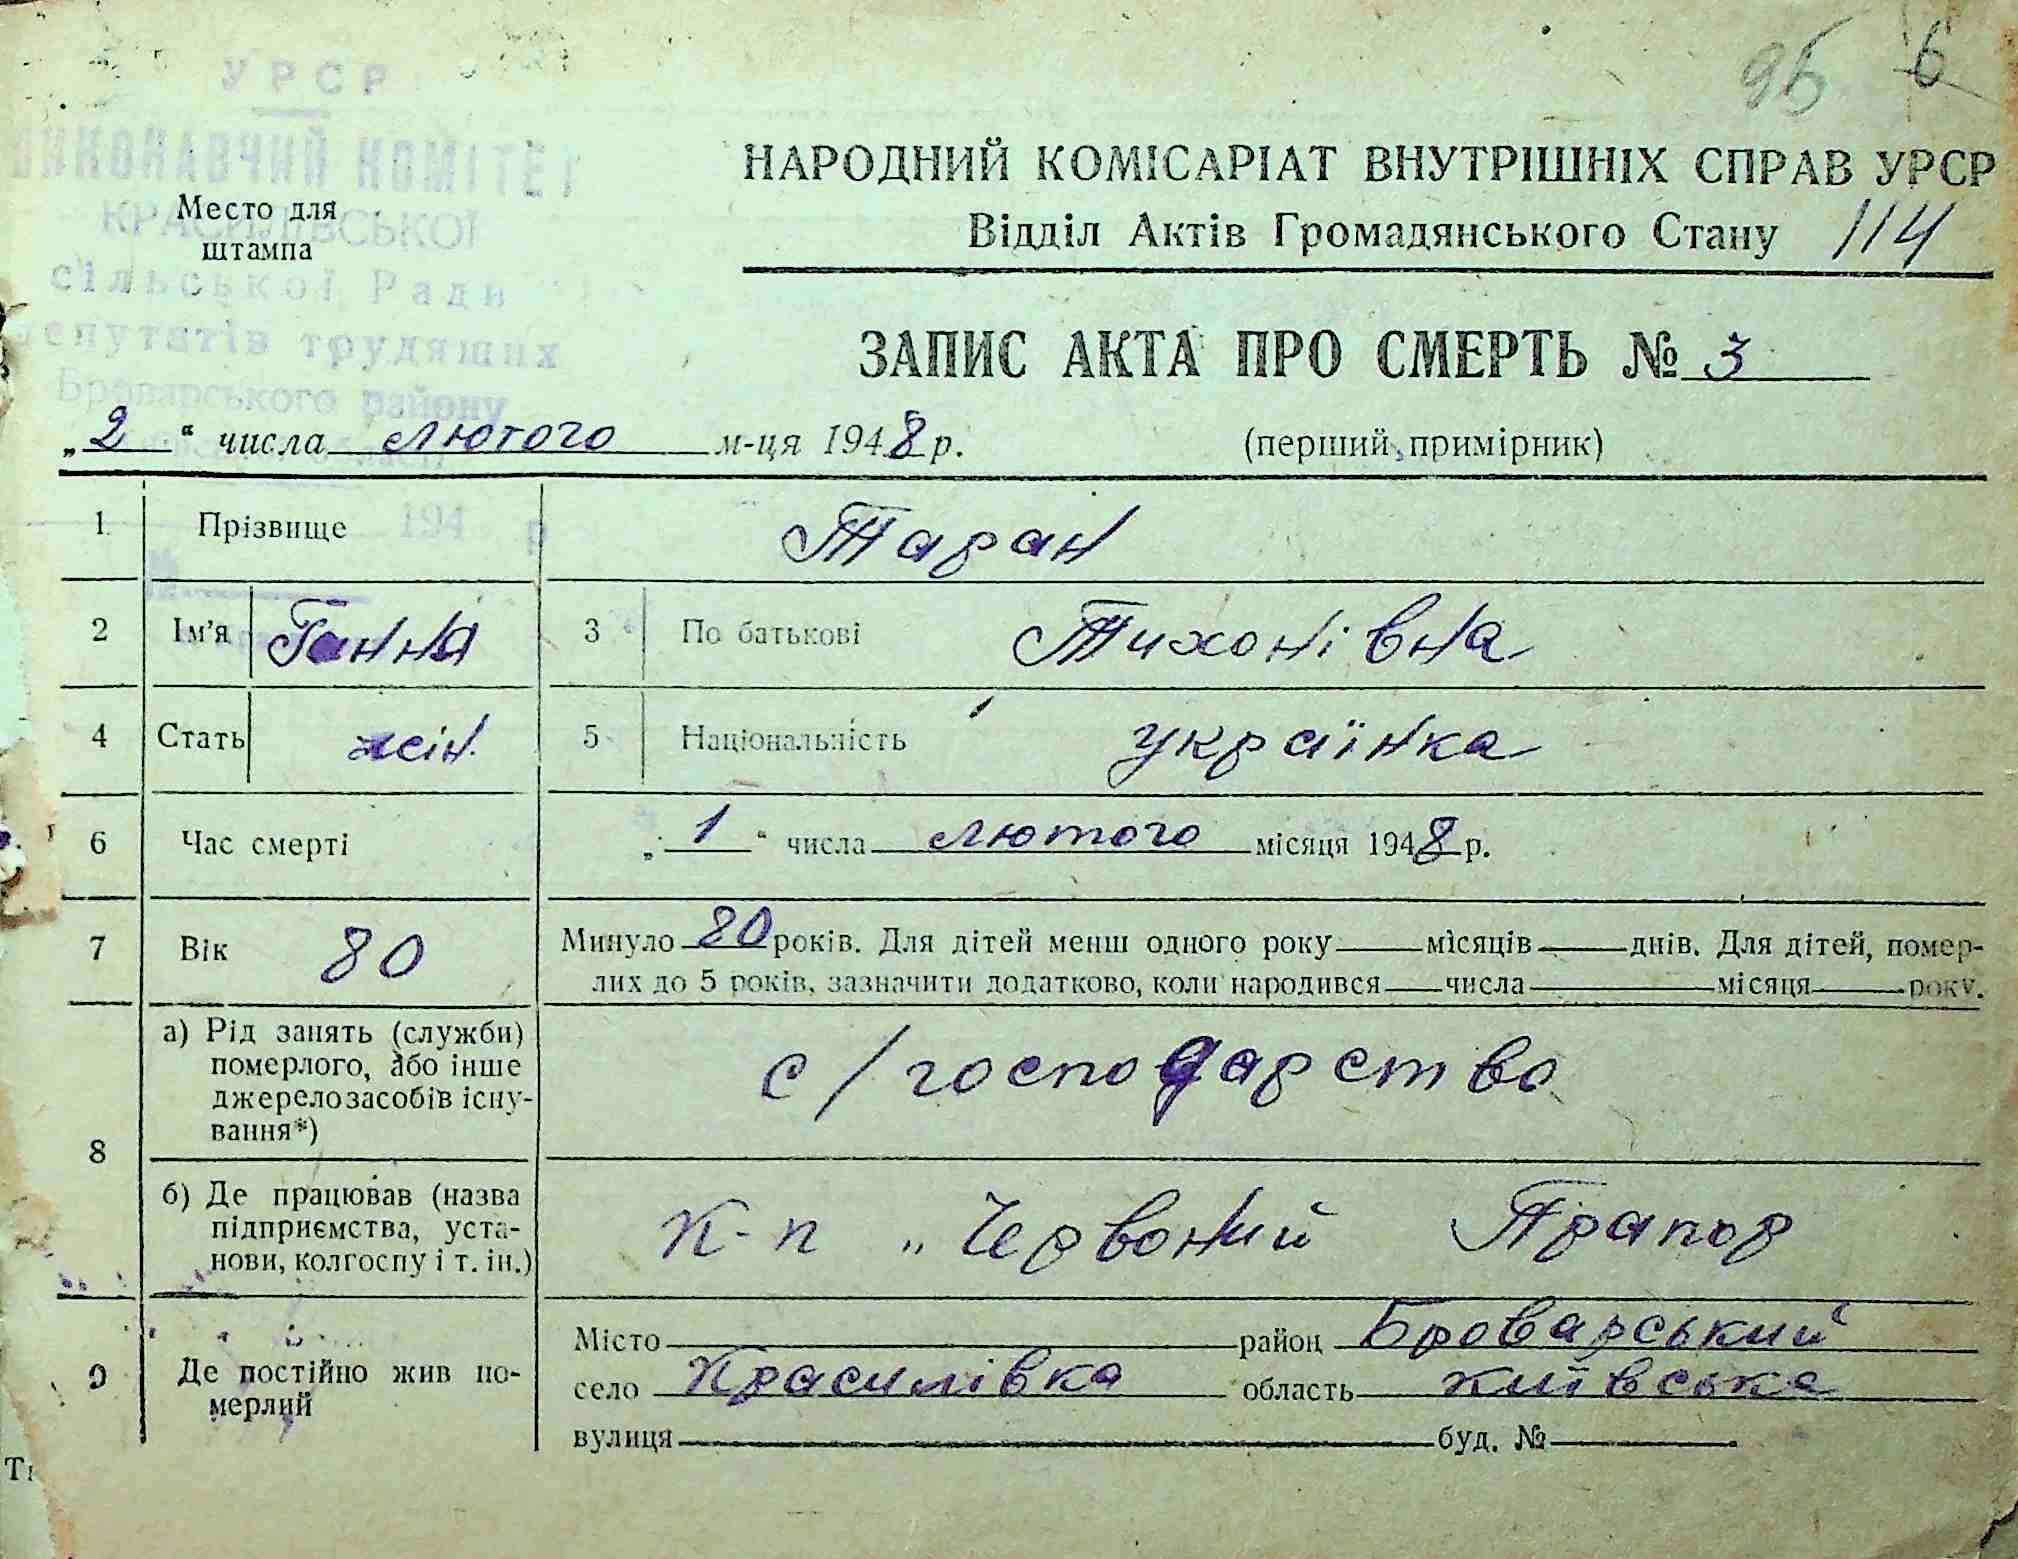 95 6
УРСР
ВИКОНАВЧИЙ КОМІТЕТ
КРАСИЛІВСЬКОЇ
сільської Ради
депутатів трудящих
Броварського району
194 р
№
Место для
штампа
НАРОДНИЙ КОМІСАРІАТ ВНУТРІШНІХ СПРАВ УРСР
Відділ Актів Громадянського Стану 114
ЗАПИС АКТА ПРО СМЕРТЬ № 3
„2“ числа лютого м-ця 1948 р. (перший примірник)
1 Прізвище Таран
2 Ім'я Ганна 3 По батькові Тихонівна
4 Стать жін. 5 Національність українка
6 Час смерті „1“ числа лютого місяця 1948 р.
7 Вік 80 Минуло 80 років. Для дітей менш одного року місяців днів. Для дітей, помер-
лих до 5 років, зазначити додатково, коли народився числа місяця року.
8 а) Рід занять (служби)
померлого, або інше
джерело засобів існу-
вання*)
с/господарство
б) Де працював (назва
підприємства, уста-
нови, колгоспу і т. ін.)
К-п „Червоний Прапор
9 Де постійно жив по-
мерлий
Місто район Броварський
село Красилівка область Київська
вулиця буд. №